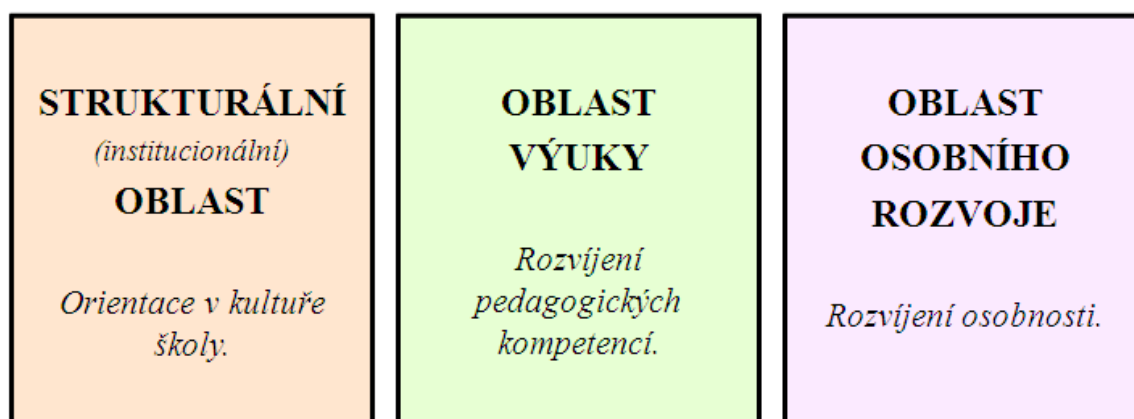 STRUKTURÁLNÍ
(institucionální)
OBLAST
Orientace v kultuře
školy.
OBLAST
VÝUKY
Rozvíjení
pedagogických
kompetencí.
OBLAST
OSOBNÍHO
ROZVOJE
Rozvíjení osobnosti.